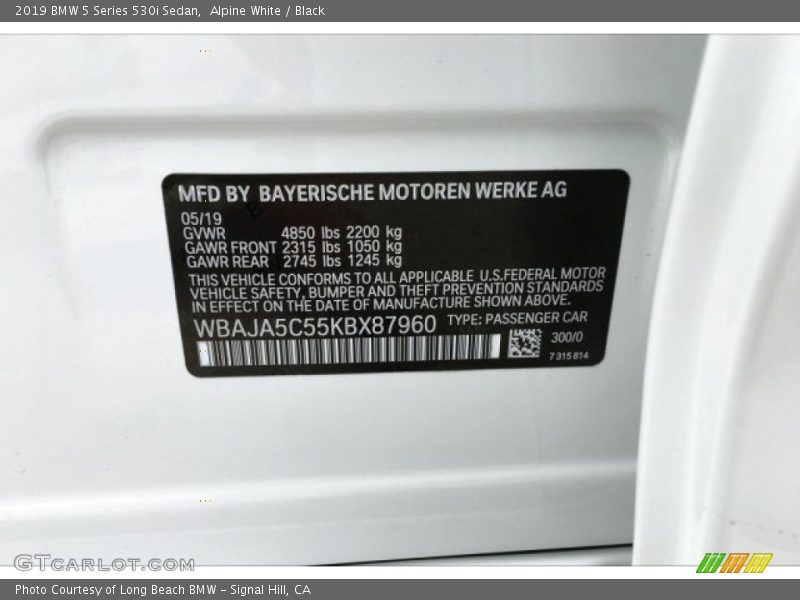 2019 BMW 5 Series 530i Sedan,  Alpine White / Black
MFD BY BAYERISCHE MOTOREN WERKE AG
05/19
GVWR 4850 lbs 2200 kg
GAWR FRONT 2315 lbs 1050 kg
GAWR REAR 2745 lbs 1245 kg
THIS VEHICLE CONFORMS TO ALL APPLICABLE U.S.FEDERAL MOTOR
VEHICLE SAFETY, BUMPER AND THEFT PREVENTION STANDARDS
IN EFFECT ON THE DATE OF MANUFACTURE SHOWN ABOVE.
WBAJA5C55KBX87960 TYPE: PASSENGER CAR
300/0
7 315 814
GTCARLOT.COM
Photo Courtesy of Long Beach BMW - Signal Hill, CA